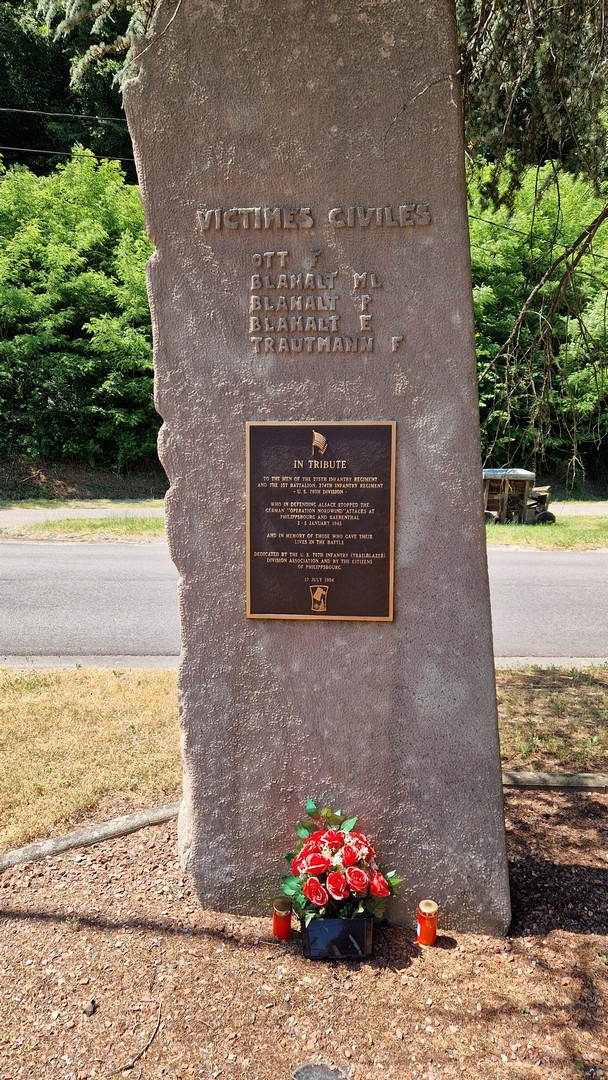 VICTIMES CIVILES
OTT F
BLAHALT ML
BLAHALT P
BLAHALT E
TRAUTMANN F
IN TRIBUTE
TO THE MEN OF THE 275TH INFANTRY REGIMENT
AND THE 1ST BATTALION, 274TH INFANTRY REGIMENT
- U. S. 70TH DIVISION -
WHO IN DEFENDING ALSACE STOPPED THE
GERMAN "OPERATION NORDWIND" ATTACKS AT
PHILIPPSBOURG AND BAERENTHAL
2 - 5 JANUARY 1945
AND IN MEMORY OF THOSE WHO GAVE THEIR
LIVES IN THE BATTLE
DEDICATED BY THE U. S. 70TH INFANTRY (TRAILBLAZER)
DIVISION ASSOCIATION AND BY THE CITIZENS
OF PHILIPPSBOURG
17 JULY 1994